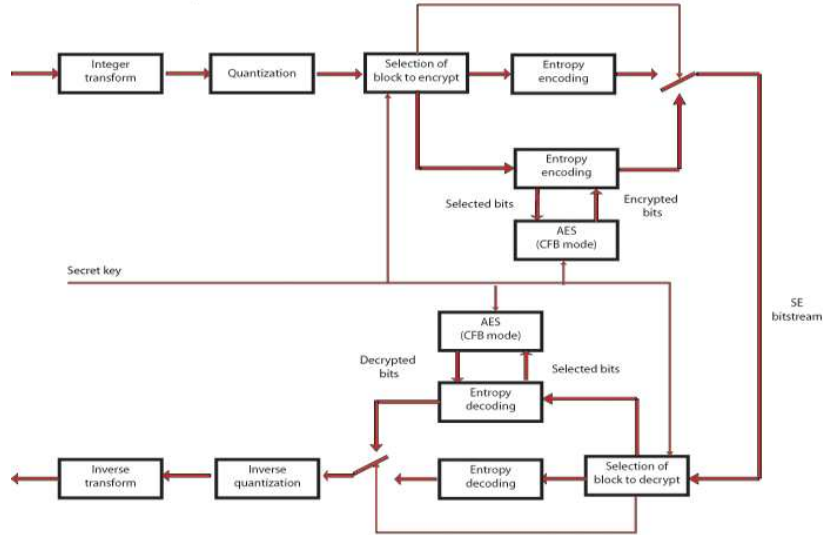 Integer
transform
Quantization
Selection of
block to encrypt
Entropy
encoding
Entropy
encoding
Selected bits
Encrypted
bits
AES
(CFB mode)
Secret key
SE
bitstream
AES
(CFB mode)
Decrypted
bits
Selected bits
Entropy
decoding
Inverse
transform
Inverse
quantization
Entropy
decoding
Selection of
block to decrypt